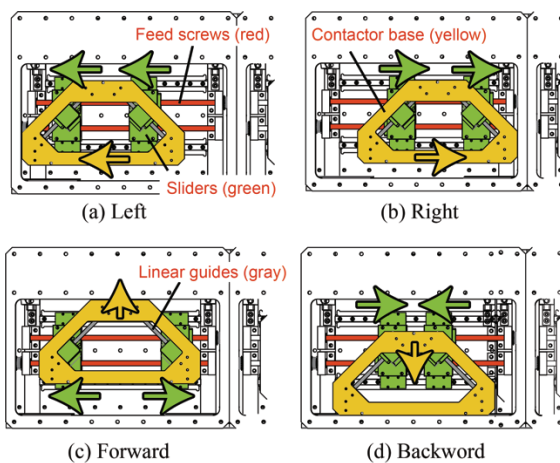 Feed screws (red)
Contactor base (yellow)
Sliders (green)
(a) Left
(b) Right
Linear guides (gray)
(c) Forward
(d) Backword